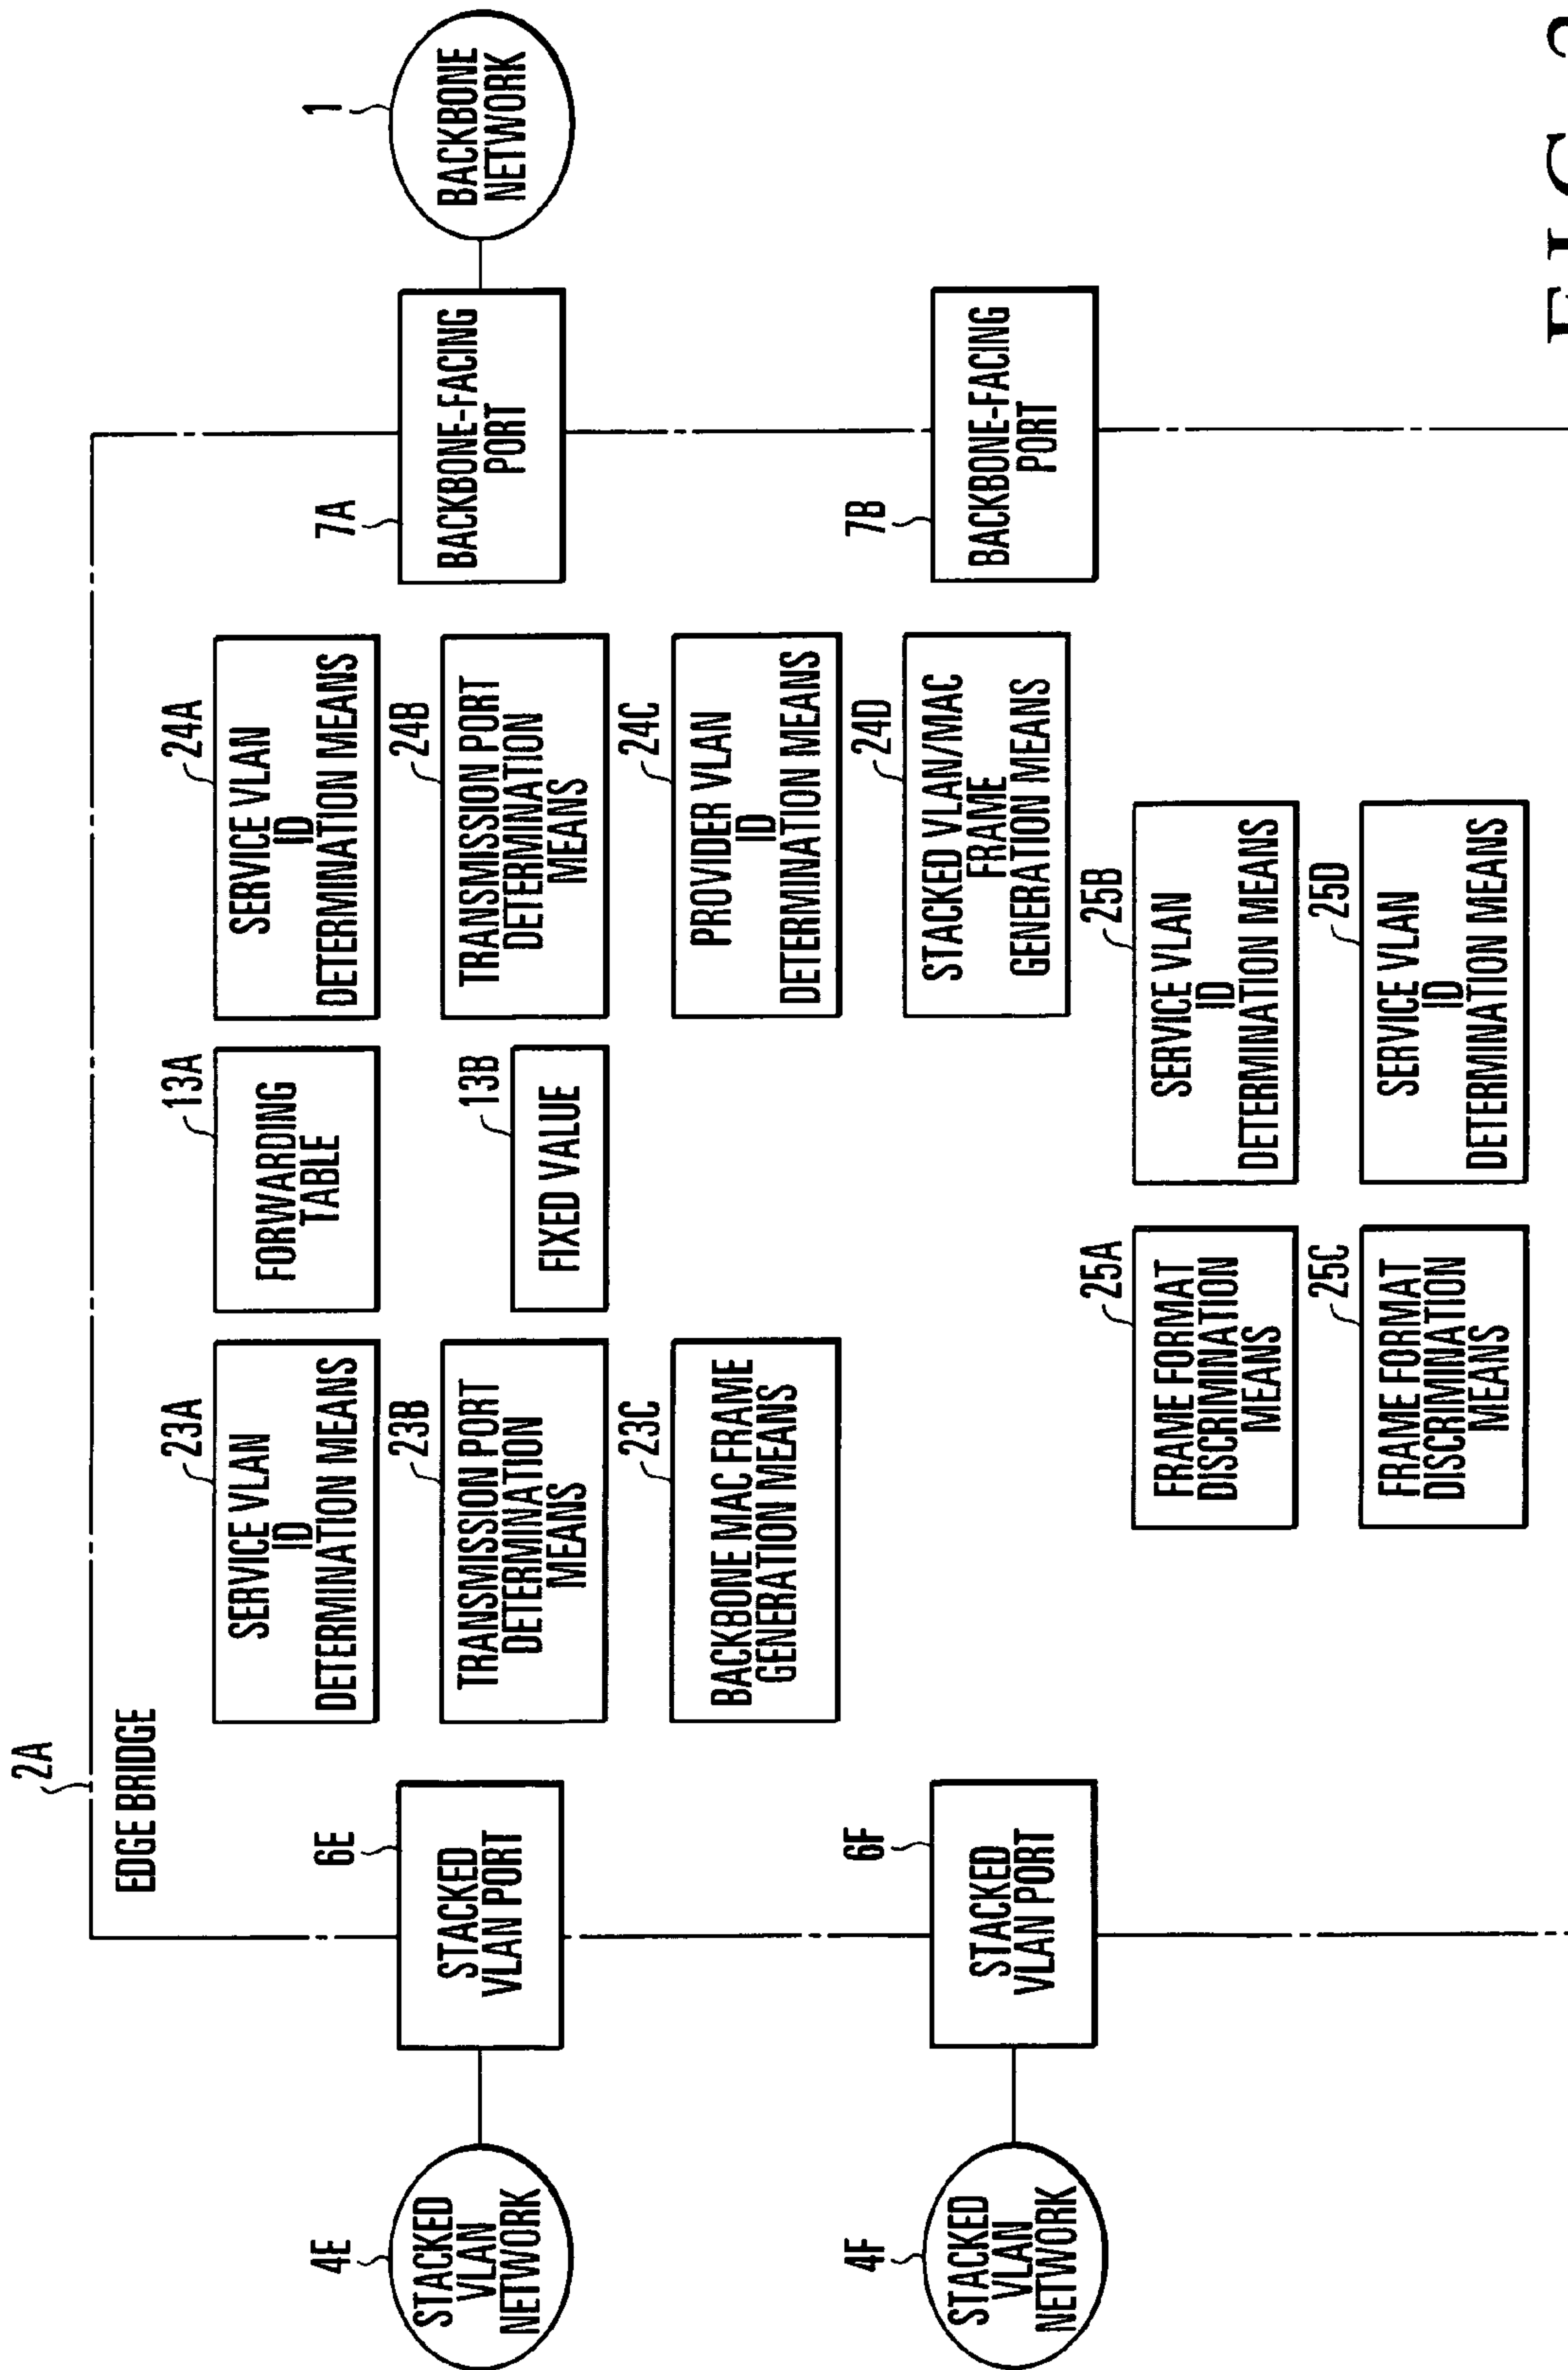 2A
EDGE BRIDGE
4E
STACKED
VLAN
NETWORK
6E
STACKED
VLAN PORT
4F
STACKED
VLAN
NETWORK
6F
STACKED
VLAN PORT
23A
SERVICE VLAN
ID
DETERMINATION MEANS
23B
TRANSMISSION PORT
DETERMINATION
MEANS
23C
BACKBONE MAC FRAME
GENERATION MEANS
13A
FORWARDING
TABLE
13B
FIXED VALUE
24A
SERVICE VLAN
ID
DETERMINATION MEANS
24B
TRANSMISSION PORT
DETERMINATION
MEANS
24C
PROVIDER VLAN
ID
DETERMINATION MEANS
24D
STACKED VLAN/MAC
FRAME
GENERATION MEANS
25A
FRAME FORMAT
DISCRIMINATION
MEANS
25B
SERVICE VLAN
ID
DETERMINATION MEANS
25C
FRAME FORMAT
DISCRIMINATION
MEANS
25D
SERVICE VLAN
ID
DETERMINATION MEANS
7A
BACKBONE-FACING
PORT
7B
BACKBONE-FACING
PORT
1
BACKBONE
NETWORK